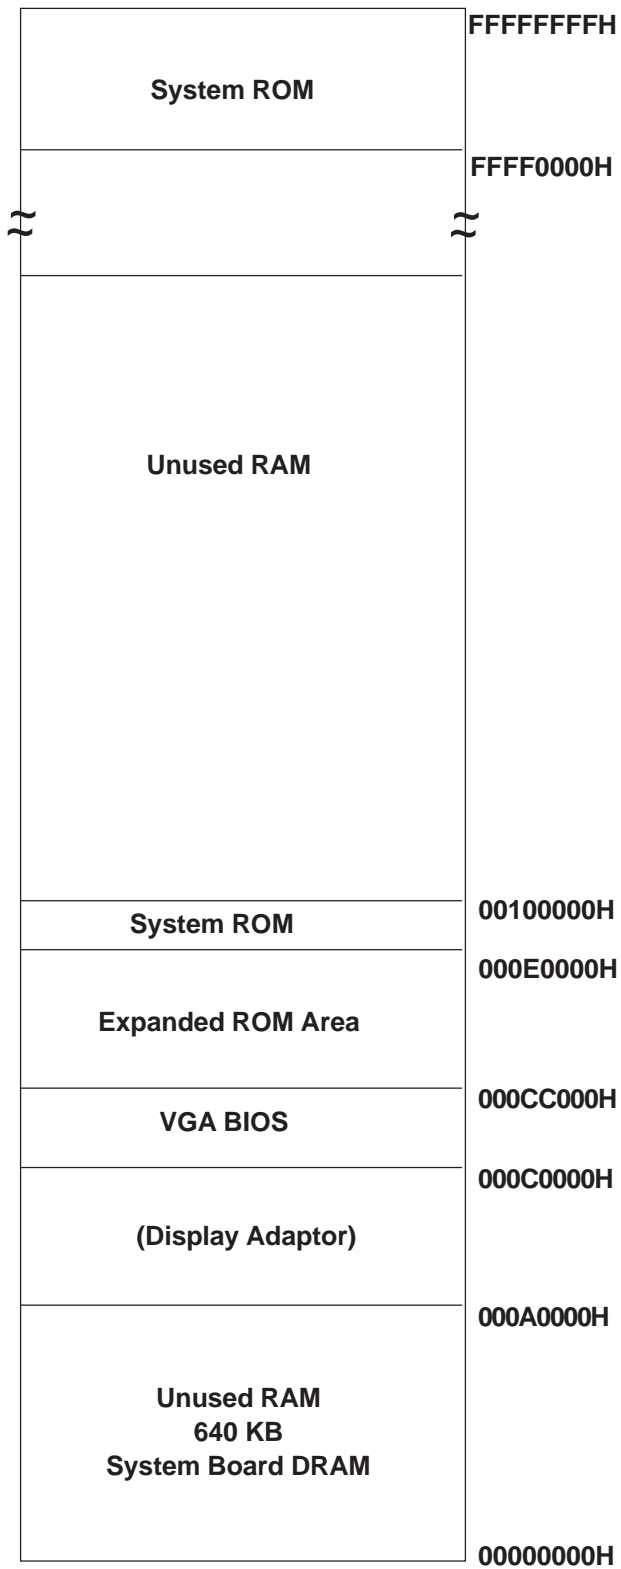 FFFFFFFFH
System ROM
FFFF0000H
Unused RAM
00100000H
System ROM
000E0000H
Expanded ROM Area
000CC000H
VGA BIOS
000C0000H
(Display Adaptor)
000A0000H
Unused RAM
640 KB
System Board DRAM
00000000H